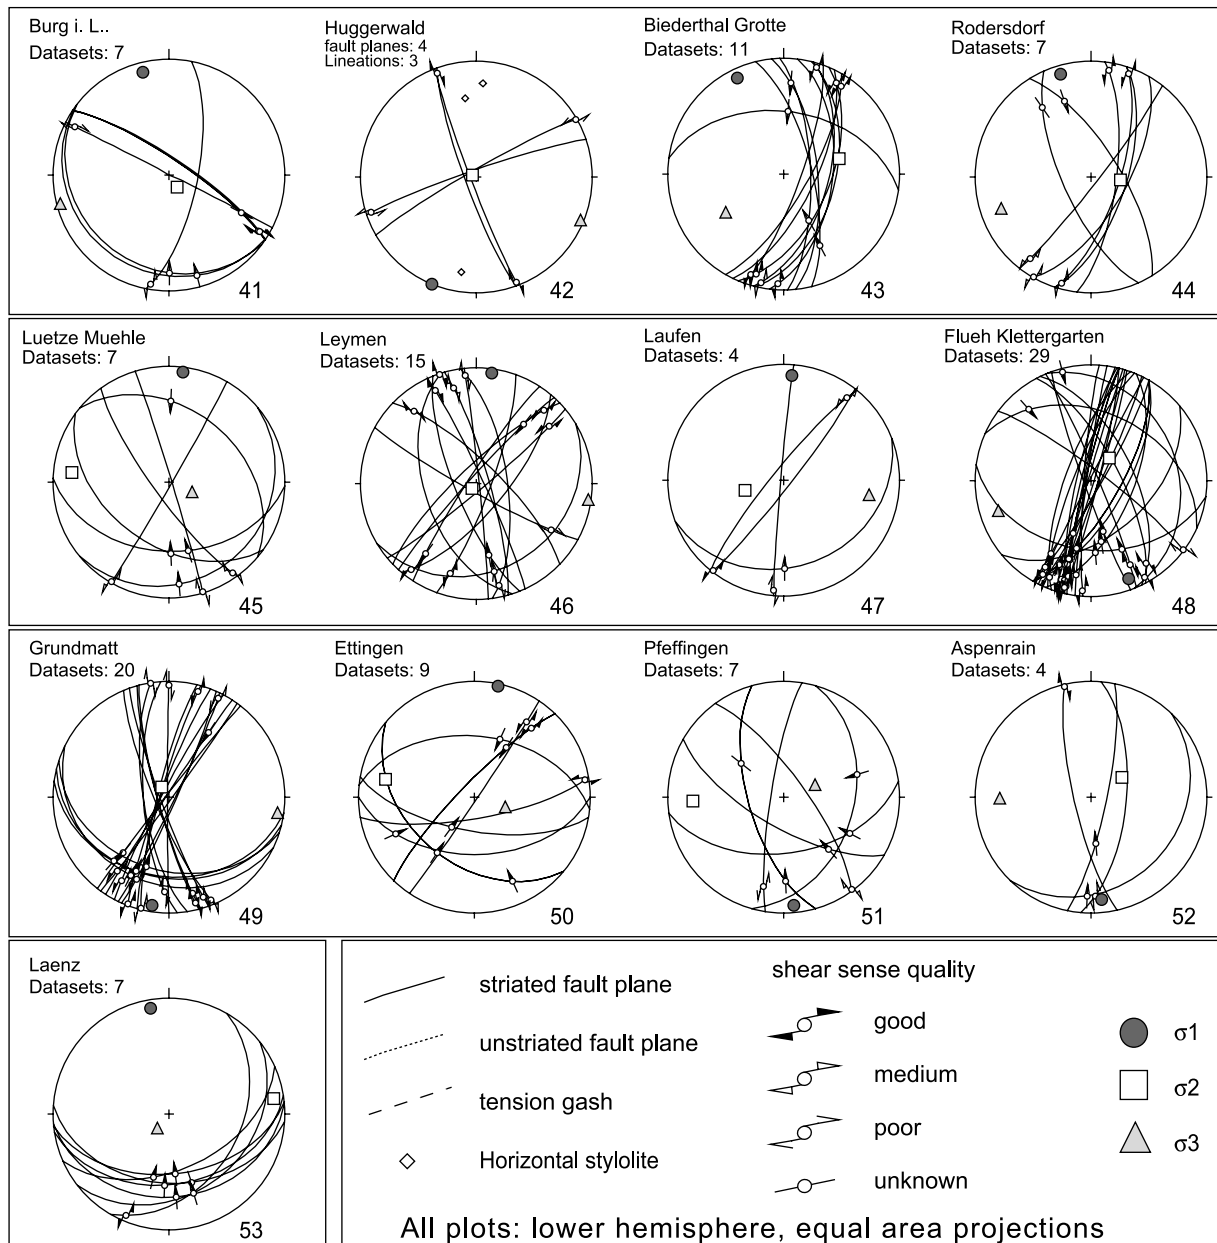 Burg i. L..
Datasets: 7
41
Huggerwald
fault planes: 4
Lineations: 3
42
Biederthal Grotte
Datasets: 11
43
Rodersdorf
Datasets: 7
44
Luetze Muehle
Datasets: 7
45
Leymen
Datasets: 15
46
Laufen
Datasets: 4
47
Flueh Klettergarten
Datasets: 29
48
Grundmatt
Datasets: 20
49
Ettingen
Datasets: 9
50
Pfeffingen
Datasets: 7
51
Aspenrain
Datasets: 4
52
Laenz
Datasets: 7
53
striated fault plane
unstriated fault plane
tension gash
Horizontal stylolite
shear sense quality
good
medium
poor
unknown
σ1
σ2
σ3
All plots: lower hemisphere, equal area projections